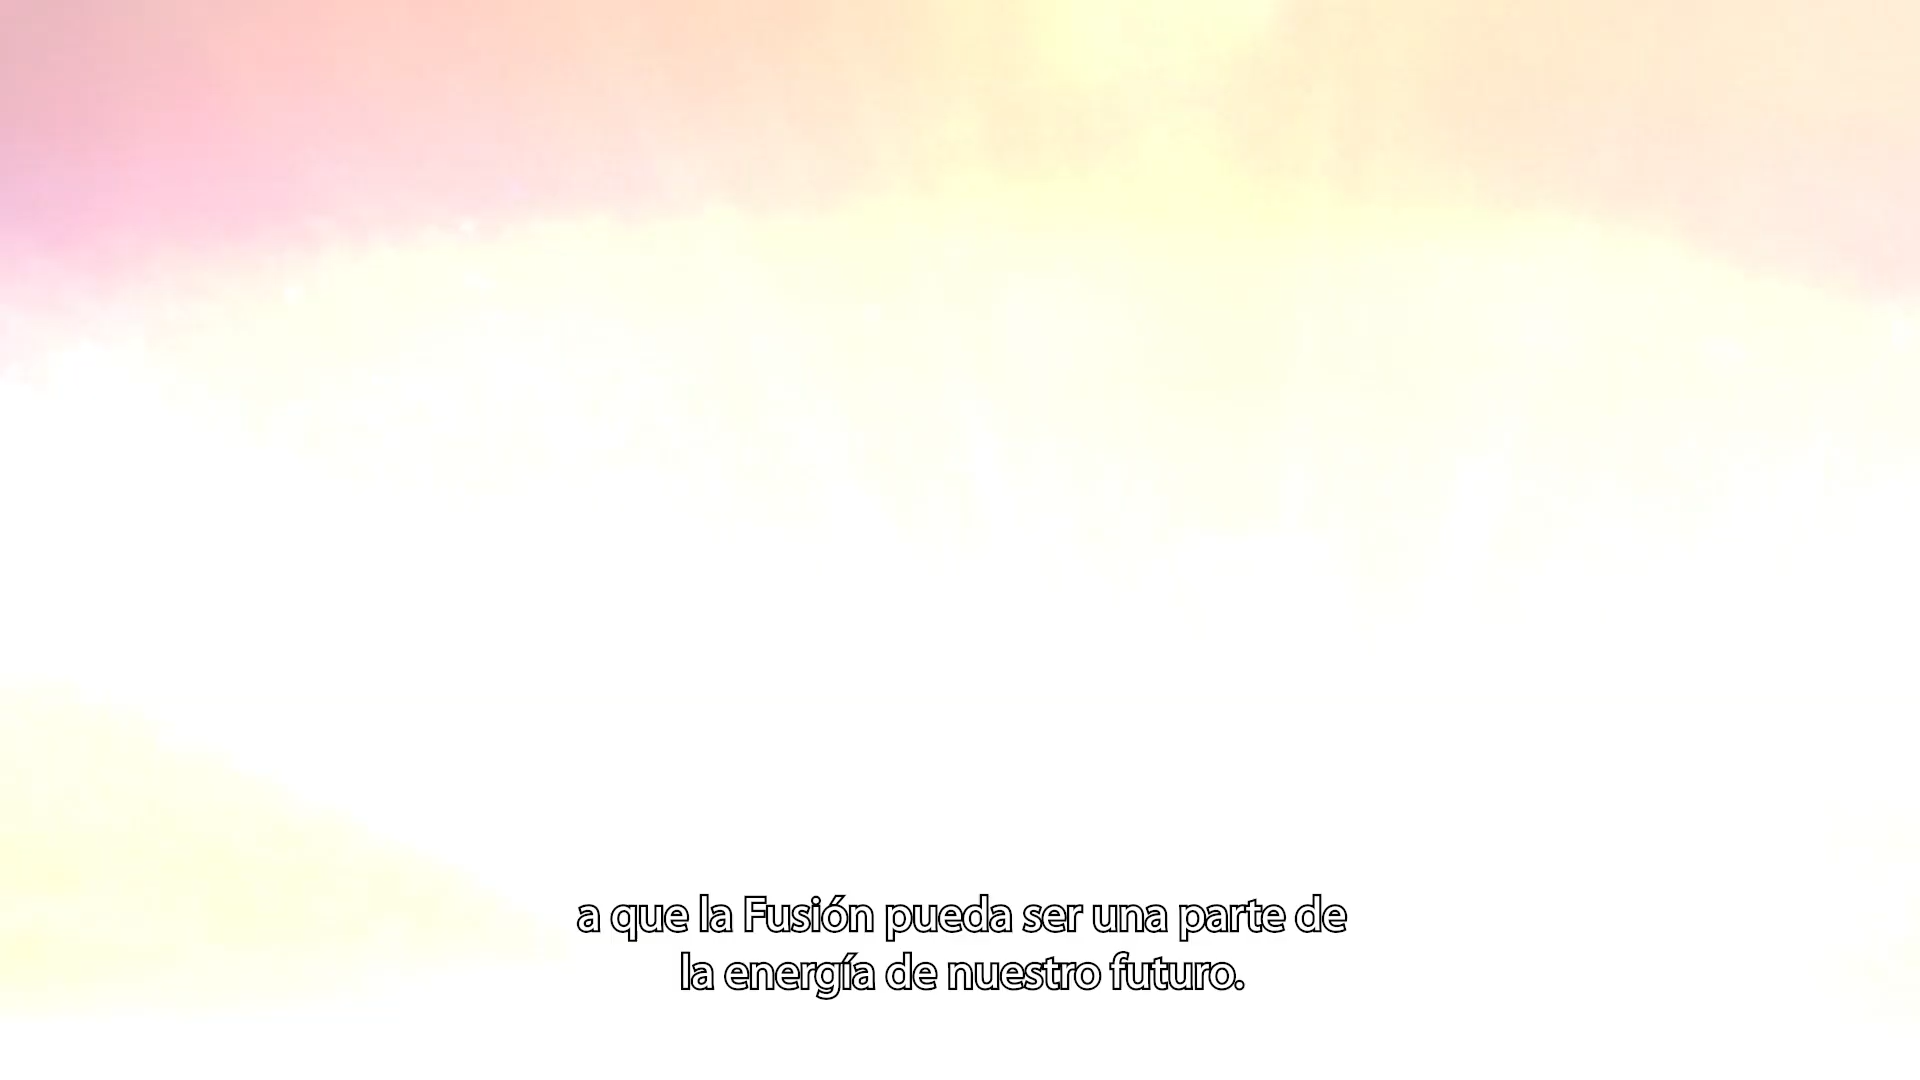 a que la Fusión pueda ser una parte de
la energía de nuestro futuro.